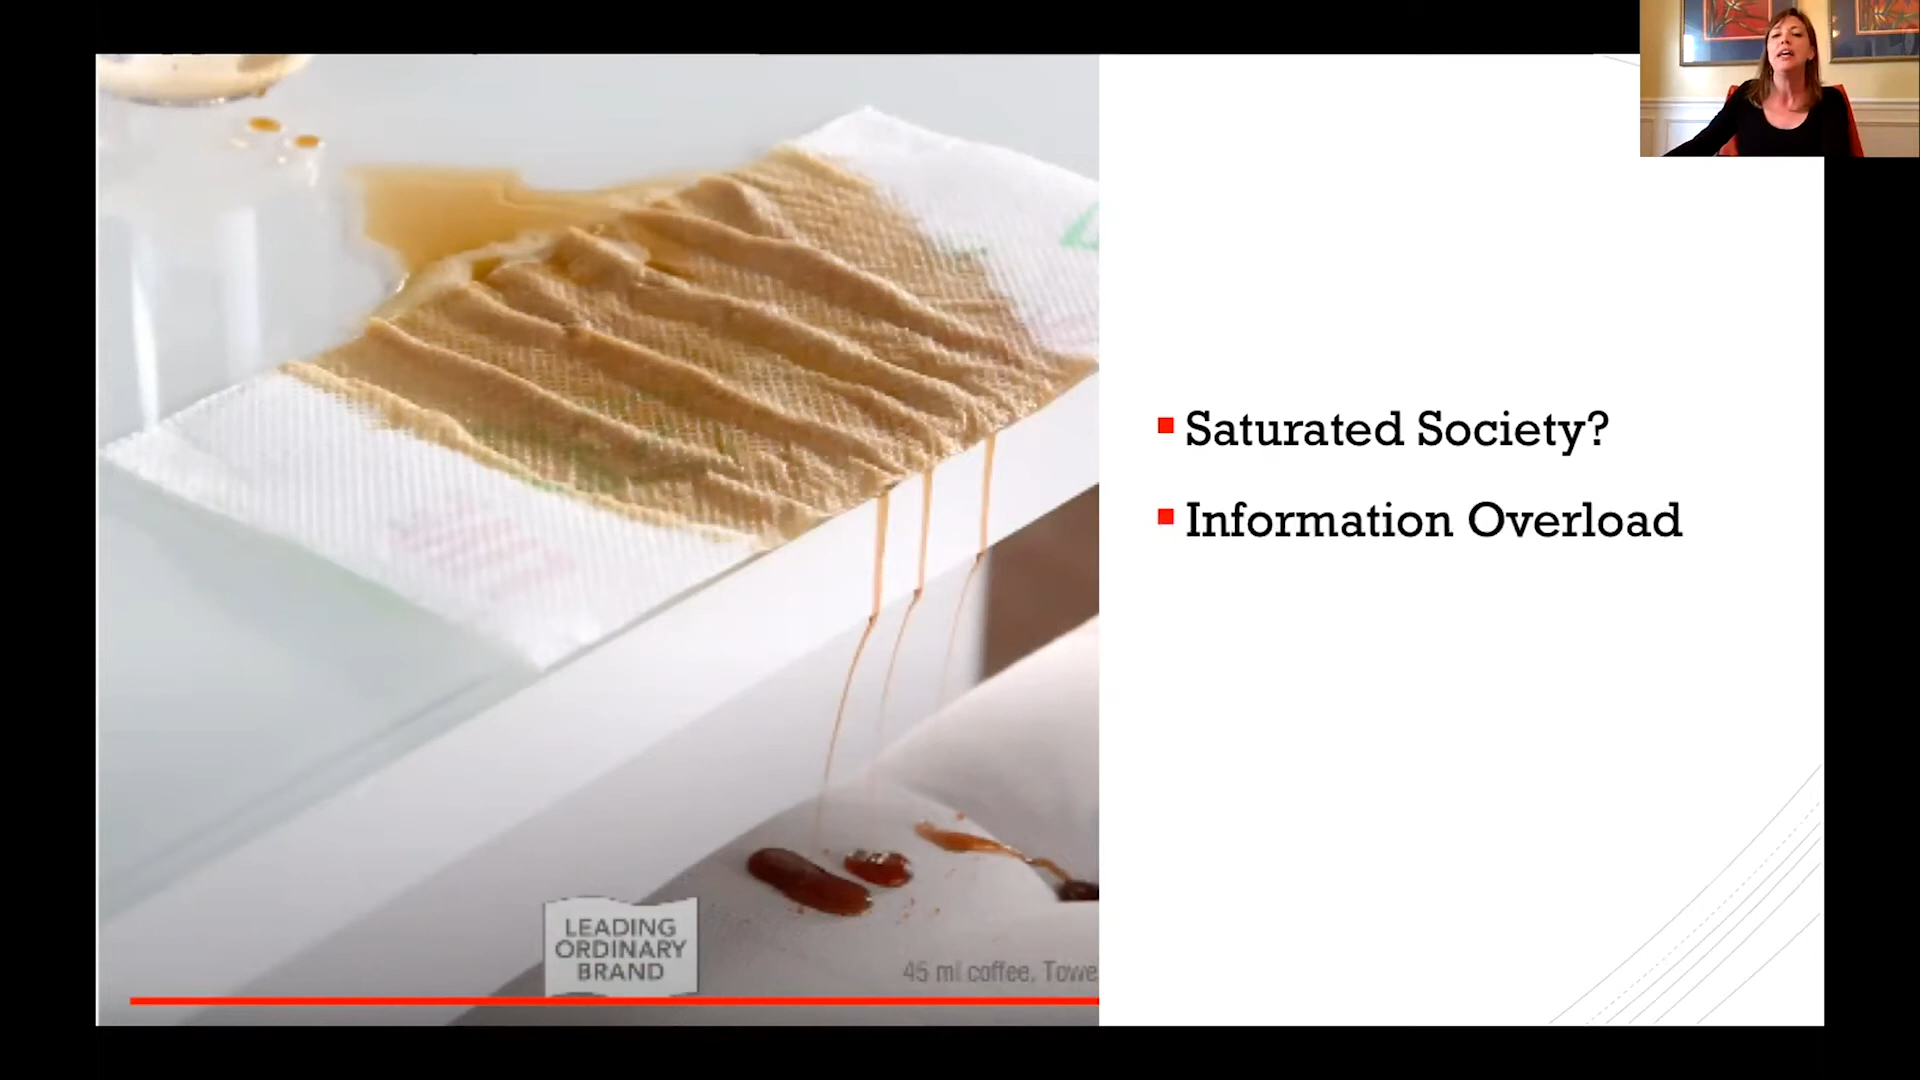 Saturated Society?
Information Overload
LEADING
ORDINARY
BRAND
45 ml coffee.